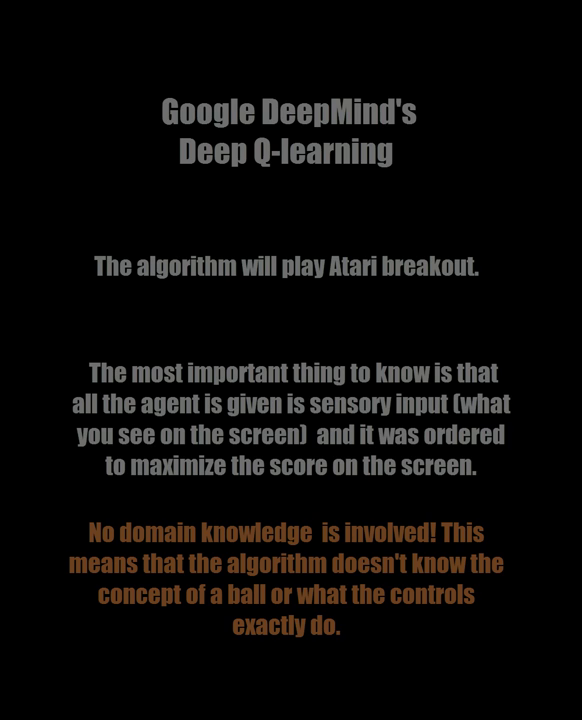 Google DeepMind's
Deep Q-learning
The algorithm will play Atari breakout.
The most important thing to know is that
all the agent is given is sensory input (what
you see on the screen)  and it was ordered
to maximize the score on the screen.
No domain knowledge  is involved! This
means that the algorithm doesn't know the
concept of a ball or what the controls
exactly do.